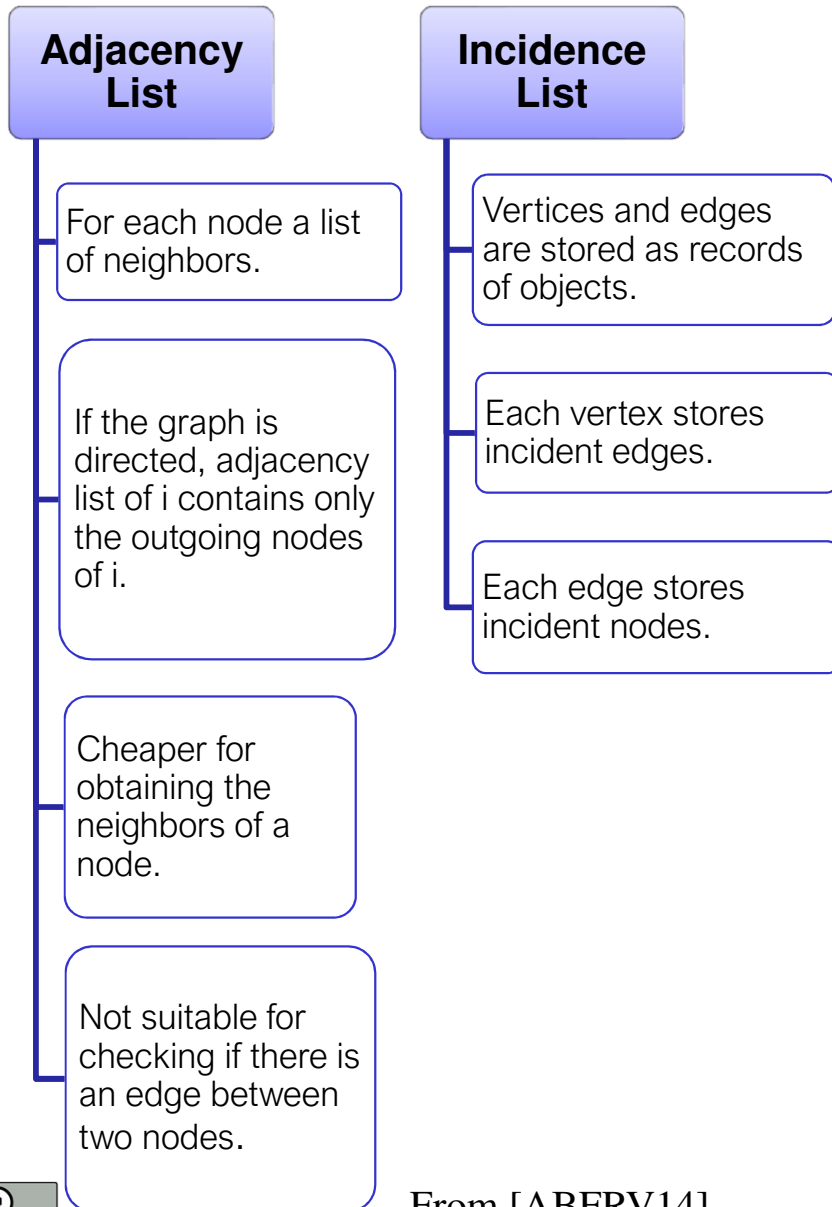 Adjacency
List
For each node a list
of neighbors.
If the graph is
directed, adjacency
list of i contains only
the outgoing nodes
of i.
Cheaper for
obtaining the
neighbors of a
node.
Not suitable for
checking if there is
an edge between
two nodes.
Incidence
List
Vertices and edges
are stored as records
of objects.
Each vertex stores
incident edges.
Each edge stores
incident nodes.
From